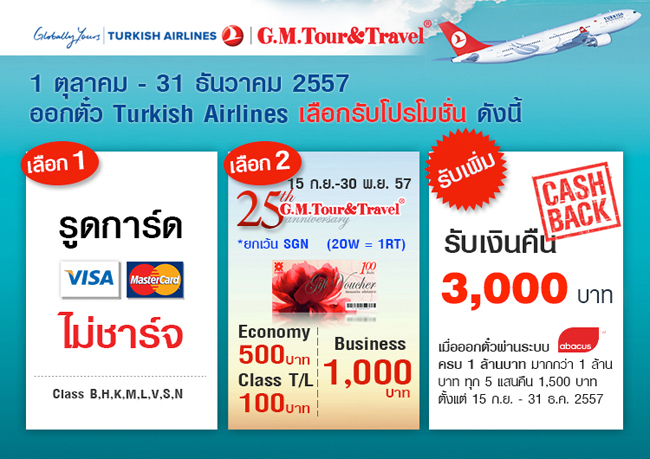 Globally Yours | TURKISH AIRLINES | G.M.Tour&Travel®
1 ตุลาคม - 31 ธันวาคม 2557
ออกตั๋ว Turkish Airlines เลือกรับโปรโมชั่น ดังนี้
เลือก 1
รูดการ์ด
VISA MasterCard
ไม่ชาร์จ
Class B,H,K,M,L,V,S,N
เลือก 2
15 ก.ย.-30 พ.ย. 57
25th G.M.Tour&Travel®
anniversary
*ยกเว้น SGN (2OW = 1RT)
100
Gift Voucher
Economy
500บาท
Class T/L
100บาท
Business
1,000
บาท
รับเพิ่ม
CASH
BACK
รับเงินคืน
3,000 บาท
เมื่อออกตั๋วผ่านระบบ abacus
ครบ 1 ล้านบาท มากกว่า 1 ล้าน
บาท ทุก 5 แสนคืน 1,500 บาท
ตั้งแต่ 15 ก.ย. - 31 ธ.ค. 2557